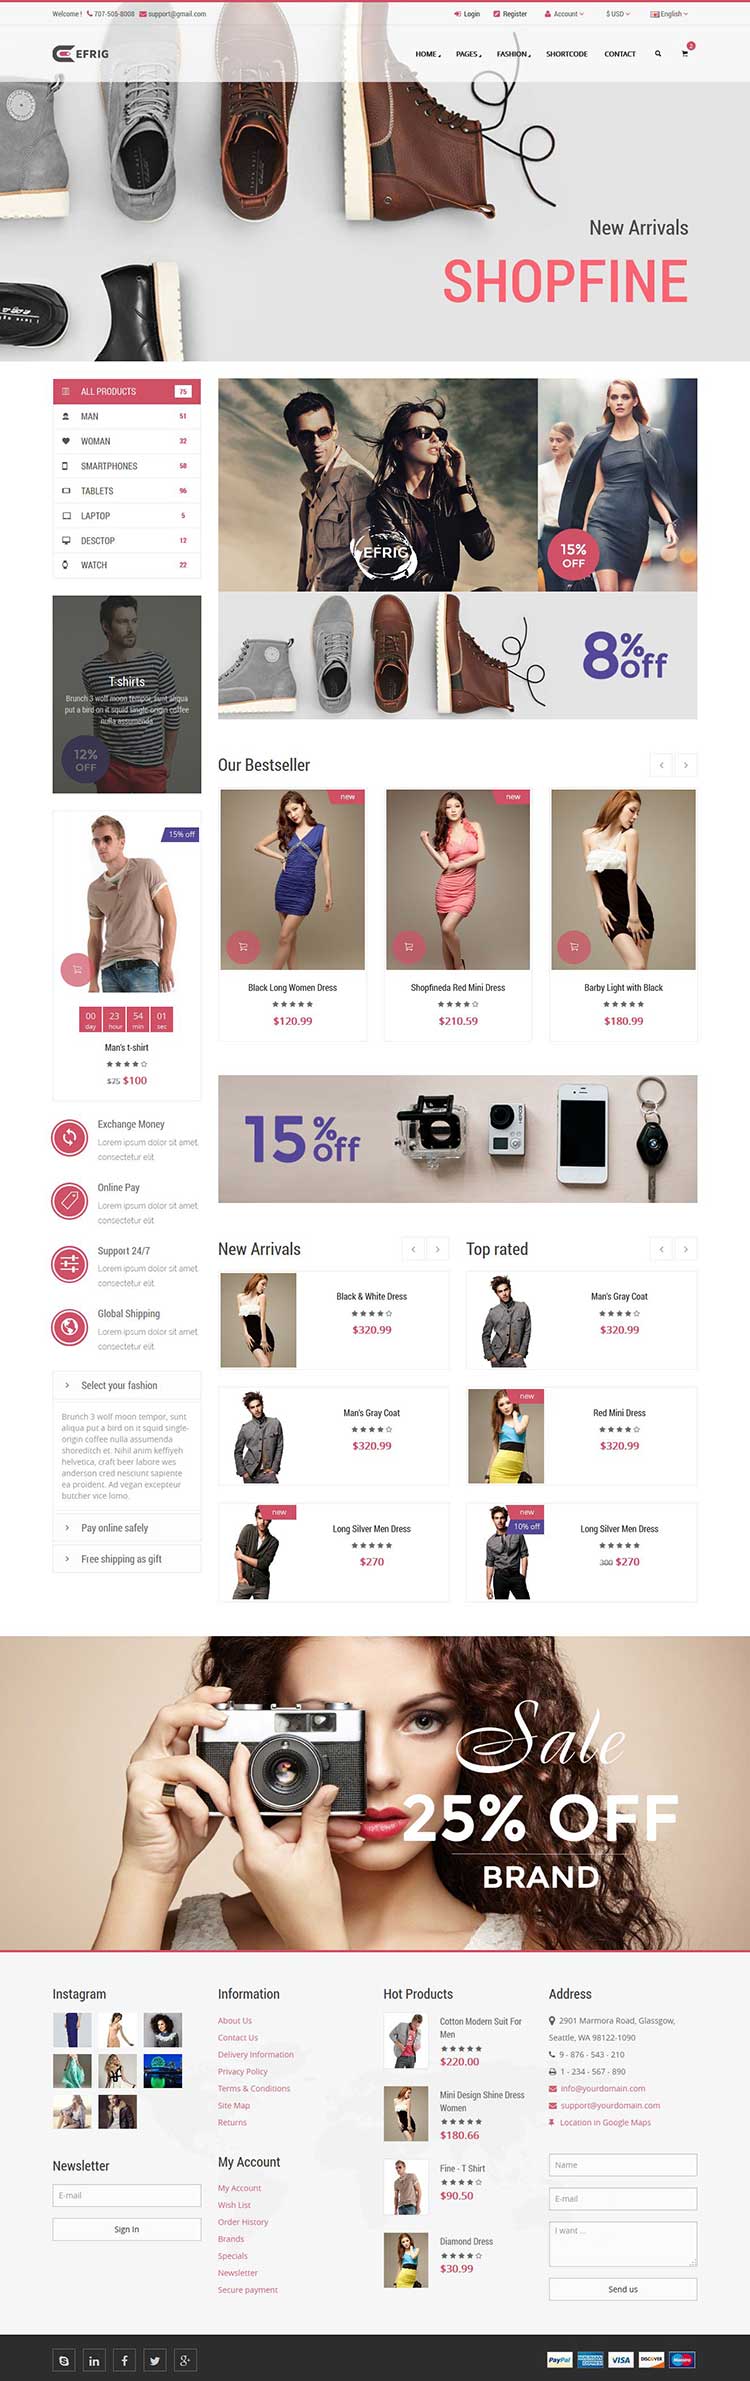 Welcome ! 707-505-8008 support@gmail.com
Login Register Account $ USD English
EFRIG
HOME PAGES FASHION SHORTCODE CONTACT 2
New Arrivals
SHOPFINE
ALL PRODUCTS 75
MAN 51
WOMAN 32
SMARTPHONES 58
TABLETS 96
LAPTOP 5
DESCTOP 12
WATCH 22
EFRIG
15%
OFF
8%
off
T-shirts
Brunch 3 wolf moon tempor, sunt aliqua
put a bird on it squid single-origin coffee
nulla assumenda
12%
OFF
15% off
00 23 54 01
day hour min sec
Man's t-shirt
$75 $100
Our Bestseller
new
Black Long Women Dress
$120.99
new
Shopfineda Red Mini Dress
$210.59
Barby Light with Black
$180.99
15%
off
Exchange Money
Lorem ipsum dolor sit amet,
consectetur elit
Online Pay
Lorem ipsum dolor sit amet,
consectetur elit
Support 24/7
Lorem ipsum dolor sit amet,
consectetur elit
Global Shipping
Lorem ipsum dolor sit amet,
consectetur elit
Select your fashion
Brunch 3 wolf moon tempor, sunt
aliqua put a bird on it squid single-
origin coffee nulla assumenda
shoreditch et. Nihil anim keffiyeh
helvetica, craft beer labore wes
anderson cred nesciunt sapiente
ea proident. Ad vegan excepteur
butcher vice lomo.
Pay online safely
Free shipping as gift
New Arrivals
Black & White Dress
$320.99
Man's Gray Coat
$320.99
new
Long Silver Men Dress
$270
Top rated
Man's Gray Coat
$320.99
new
Red Mini Dress
$320.99
new
10% off
Long Silver Men Dress
300 $270
Sale
25% OFF
BRAND
Instagram
Newsletter
E-mail
Sign In
Information
About Us
Contact Us
Delivery Information
Privacy Policy
Terms & Conditions
Site Map
Returns
My Account
My Account
Wish List
Order History
Brands
Specials
Newsletter
Secure payment
Hot Products
Cotton Modern Suit For
Men
$220.00
Mini Design Shine Dress
Women
$180.66
Fine - T Shirt
$90.50
Diamond Dress
$30.99
Address
2901 Marmora Road, Glassgow,
Seattle, WA 98122-1090
9 - 876 - 543 - 210
1 - 234 - 567 - 890
info@yourdomain.com
support@yourdomain.com
Location in Google Maps
Name
E-mail
I want ...
Send us
PayPal AMERICAN EXPRESS VISA DISCOVER Maestro